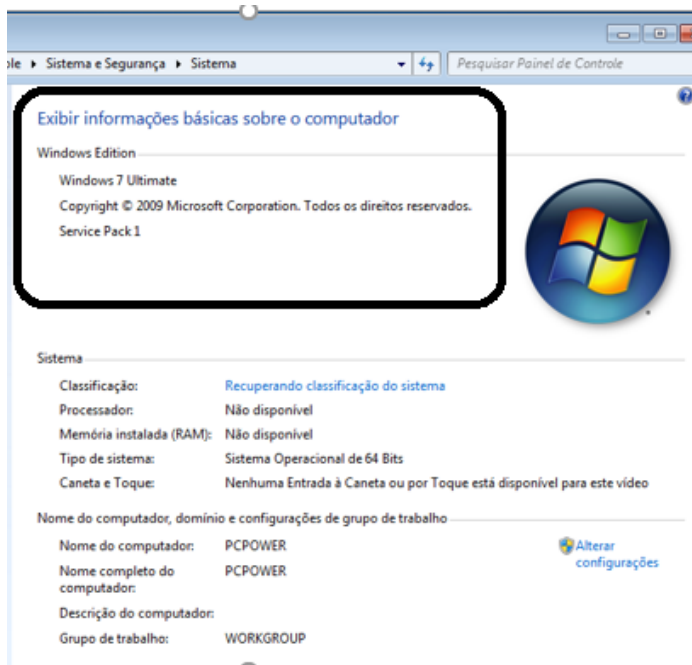 ole ▸ Sistema e Segurança ▸ Sistema
Pesquisar Painel de Controle
Exibir informações básicas sobre o computador
Windows Edition
Windows 7 Ultimate
Copyright © 2009 Microsoft Corporation. Todos os direitos reservados.
Service Pack 1
Sistema
Classificação: Recuperando classificação do sistema
Processador: Não disponível
Memória instalada (RAM): Não disponível
Tipo de sistema: Sistema Operacional de 64 Bits
Caneta e Toque: Nenhuma Entrada à Caneta ou por Toque está disponível para este vídeo
Nome do computador, domínio e configurações de grupo de trabalho
Nome do computador: PCPOWER
Alterar
configurações
Nome completo do
computador:
PCPOWER
Descrição do computador:
Grupo de trabalho: WORKGROUP